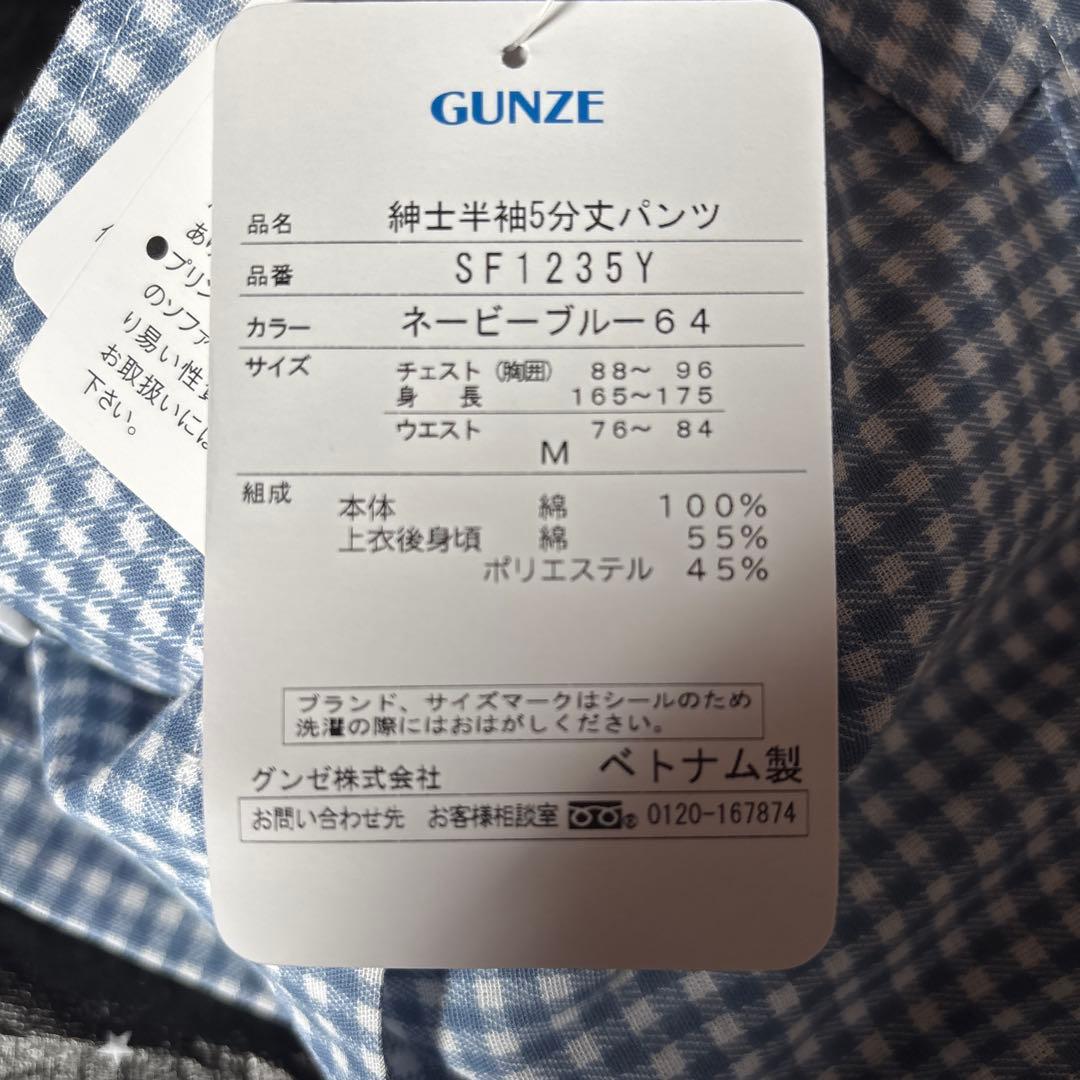 GUNZE
品名 紳士半袖5分丈パンツ
品番 SF1235Y
カラー ネービーブルー64
サイズ チェスト(胸囲) 88〜 96
身 長 165〜175
ウエスト 76〜 84
M
組成 本体 綿 100%
上衣後身頃 綿 55%
ポリエステル 45%
ブランド、サイズマークはシールのため
洗濯の際にはおはがしください。
グンゼ株式会社 ベトナム製
お問い合わせ先 お客様相談室 0120-167874
●プリン
のソファ
り易い性
お取扱いには
下さい。